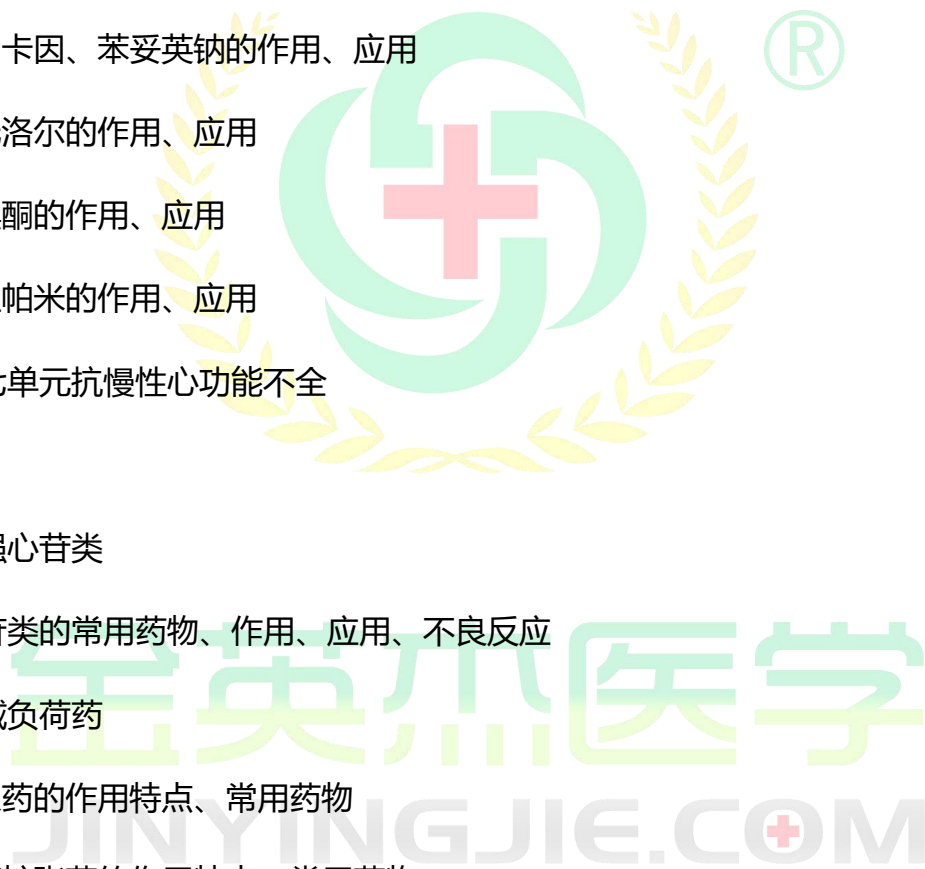 卡因、苯妥英钠的作用、应用
洛尔的作用、应用
酮的作用、应用
帕米的作用、应用
单元抗慢性心功能不全
心苷类
类的常用药物、作用、应用、不良反应
负荷药
药的作用特点、常用药物
金英杰医学
JINYINGJIE.COM
®